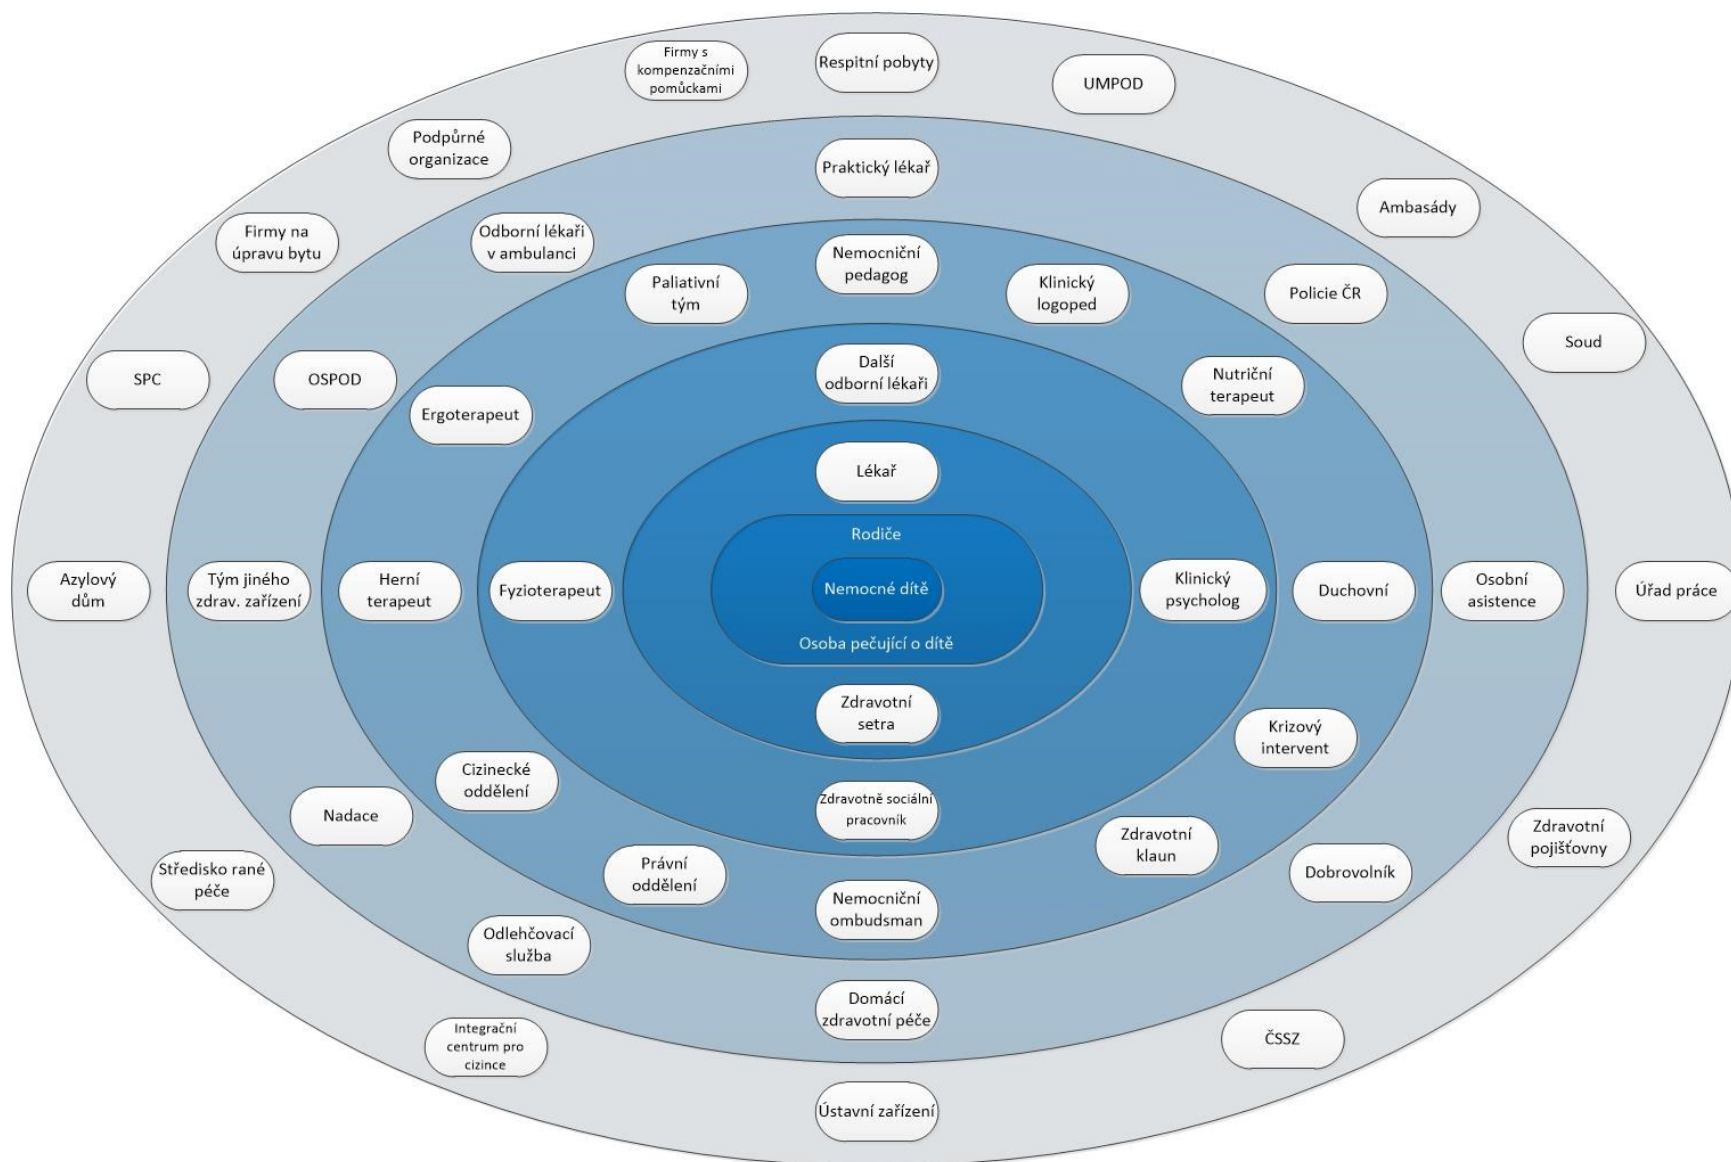 Firmy s
kompenzačními
pomůckami
Respitní pobyty
UMPOD
Podpůrné
organizace
Praktický lékař
Ambasády
Firmy na
úpravu bytu
Odborní lékaři
v ambulanci
Nemocniční
pedagog
Paliativní
tým
Klinický
logoped
Policie ČR
Soud
SPC
OSPOD
Další
odborní lékaři
Nutriční
terapeut
Ergoterapeut
Lékař
Rodiče
Nemocné dítě
Osoba pečující o dítě
Azylový
dům
Tým jiného
zdrav. zařízení
Herní
terapeut
Fyzioterapeut
Klinický
psycholog
Duchovní
Osobní
asistence
Úřad práce
Zdravotní
setra
Krizový
intervent
Cizinecké
oddělení
Nadace
Zdravotně sociální
pracovník
Zdravotní
klaun
Zdravotní
pojišťovny
Středisko rané
péče
Právní
oddělení
Dobrovolník
Nemocniční
ombudsman
Odlehčovací
služba
Domácí
zdravotní péče
Integrační
centrum pro
cizince
ČSSZ
Ústavní zařízení